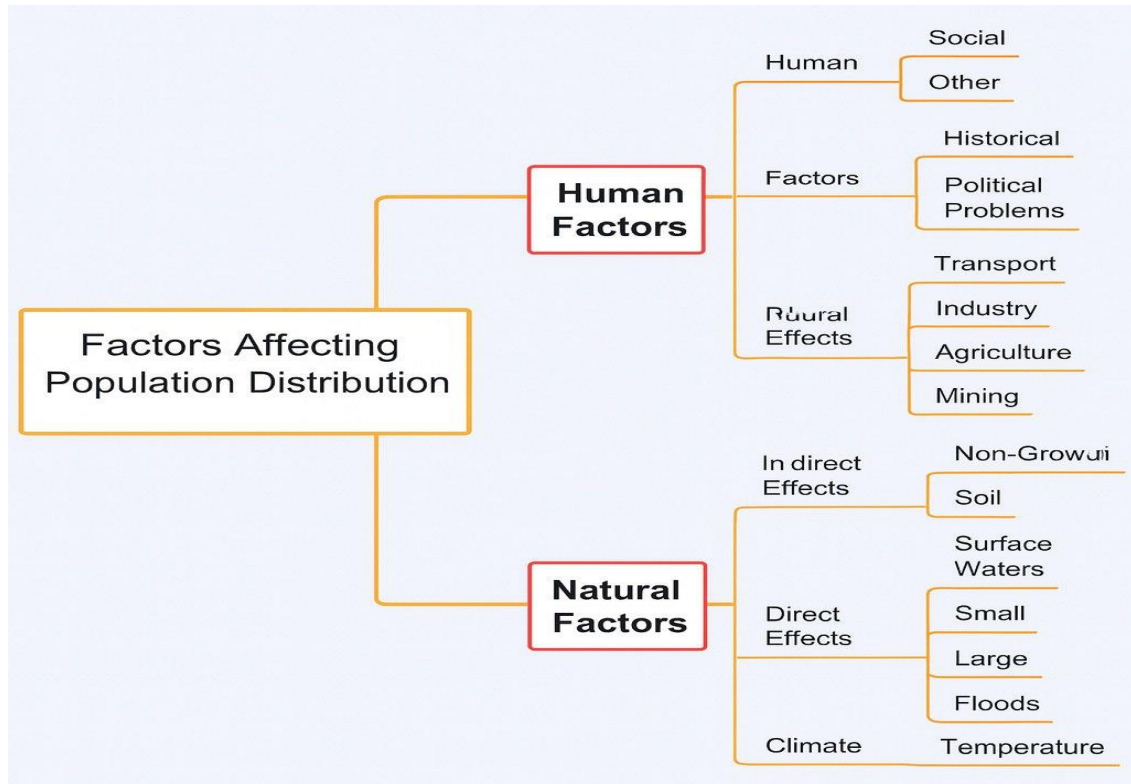 Factors Affecting
Population Distribution
Human
Factors
Human
Social
Other
Factors
Historical
Political
Problems
Effects
Transport
Industry
Agriculture
Mining
Natural
Factors
In direct
Effects
Soil
Direct
Effects
Surface
Waters
Small
Large
Floods
Climate
Temperature